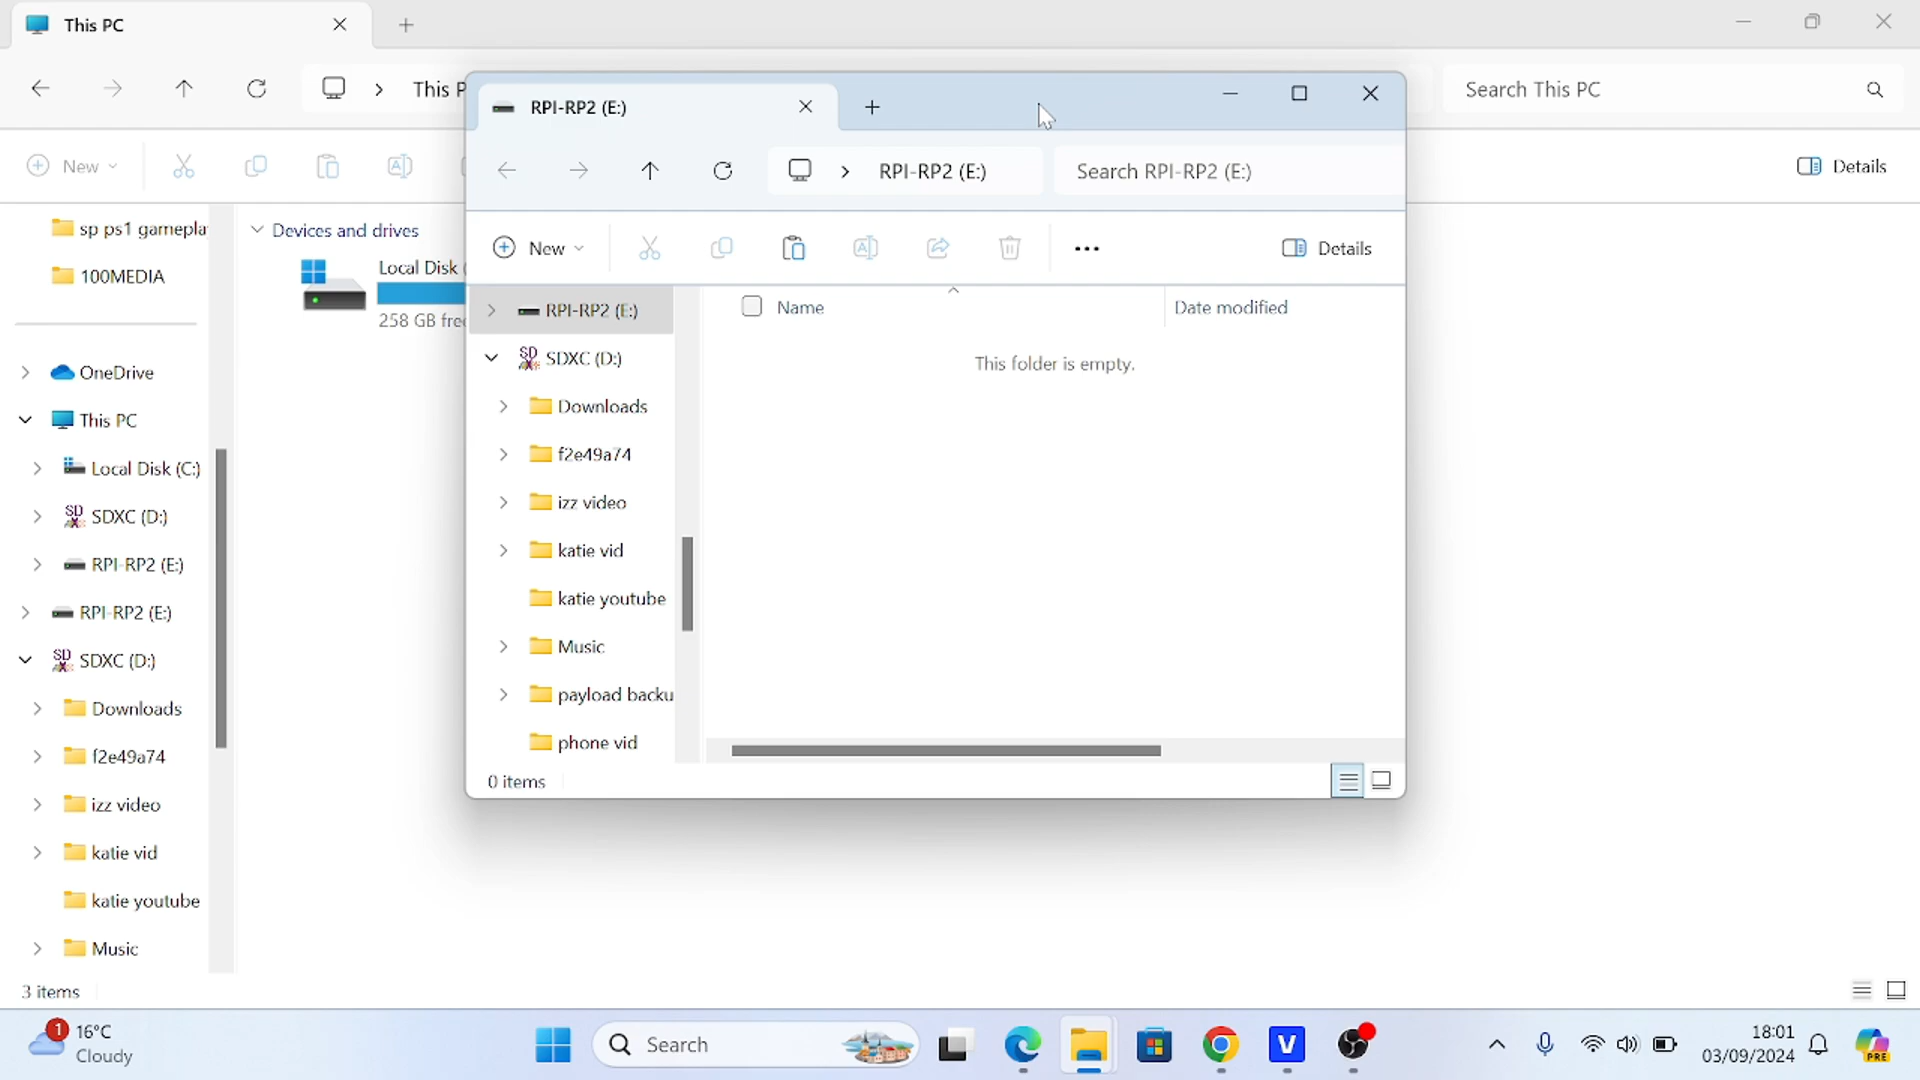 This PC
This P
Search This PC
New
Details
sp ps1 gamepla
100MEDIA
OneDrive
This PC
Local Disk (C:)
SDXC (D:)
RPI-RP2 (E:)
RPI-RP2 (E:)
SDXC (D:)
Downloads
f2e49a74
izz video
katie vid
katie youtube
Music
3 items
Devices and drives
Local Disk (
258 GB free
RPI-RP2 (E:)
RPI-RP2 (E:)
Search RPI-RP2 (E:)
New
Details
RPI-RP2 (E:)
SDXC (D:)
Downloads
f2e49a74
izz video
katie vid
katie youtube
Music
payload backu
phone vid
Name
Date modified
This folder is empty.
0 items
1
16°C
Cloudy
Search
V
18:01
03/09/2024
PRE